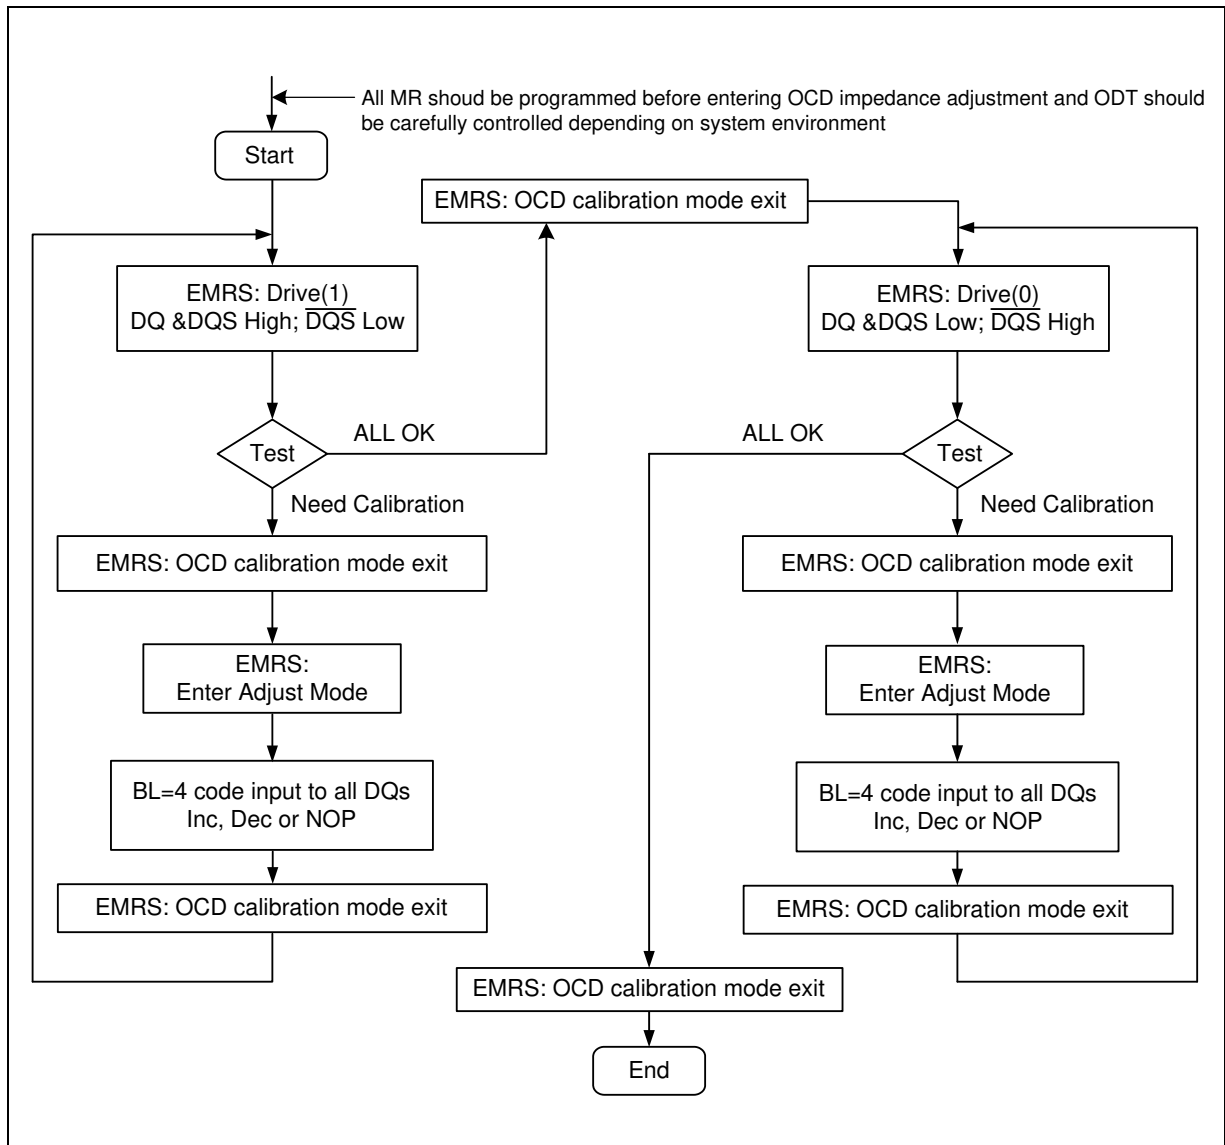 All MR shoud be programmed before entering OCD impedance adjustment and ODT should
be carefully controlled depending on system environment
Start
EMRS: OCD calibration mode exit
EMRS: Drive(1)
DQ &DQS High; D̅Q̅S̅ Low
ALL OK
Test
Need Calibration
EMRS: OCD calibration mode exit
EMRS:
Enter Adjust Mode
BL=4 code input to all DQs
Inc, Dec or NOP
EMRS: OCD calibration mode exit
EMRS: Drive(0)
DQ &DQS Low; D̅Q̅S̅ High
ALL OK
Test
Need Calibration
EMRS: OCD calibration mode exit
EMRS:
Enter Adjust Mode
BL=4 code input to all DQs
Inc, Dec or NOP
EMRS: OCD calibration mode exit
EMRS: OCD calibration mode exit
End